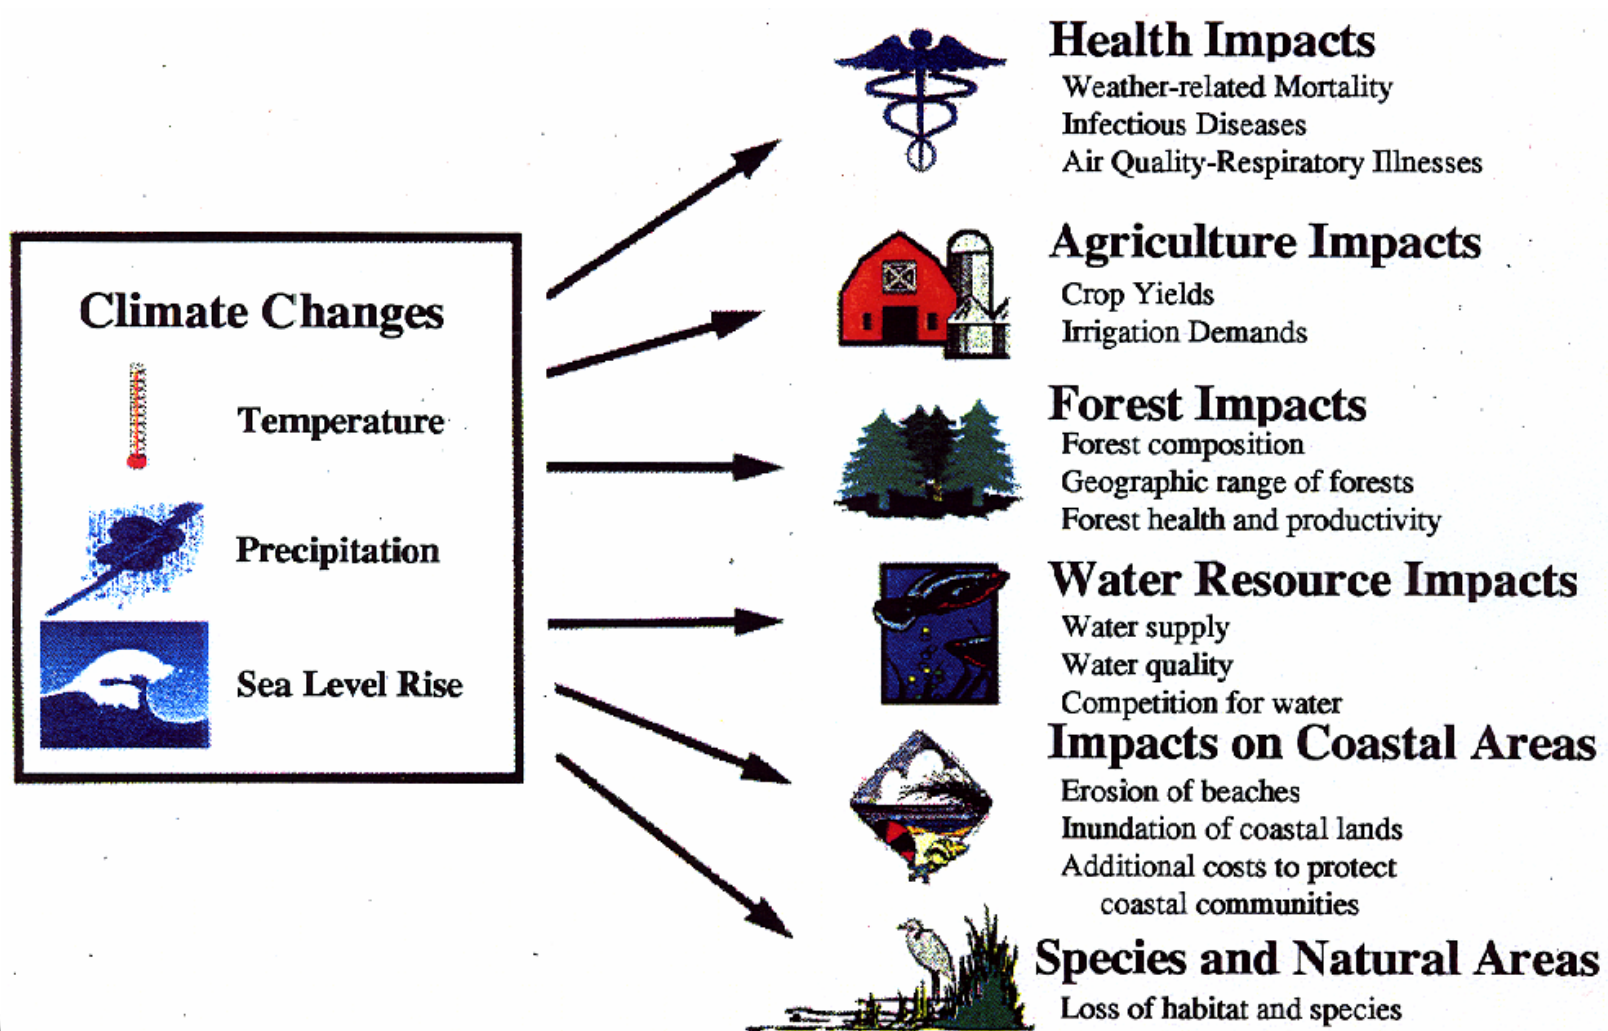 Climate Changes
Temperature
Precipitation
Sea Level Rise
Health Impacts
Weather-related Mortality
Infectious Diseases
Air Quality-Respiratory Illnesses
Agriculture Impacts
Crop Yields
Irrigation Demands
Forest Impacts
Forest composition
Geographic range of forests
Forest health and productivity
Water Resource Impacts
Water supply
Water quality
Competition for water
Impacts on Coastal Areas
Erosion of beaches
Inundation of coastal lands
Additional costs to protect
coastal communities
Species and Natural Areas
Loss of habitat and species